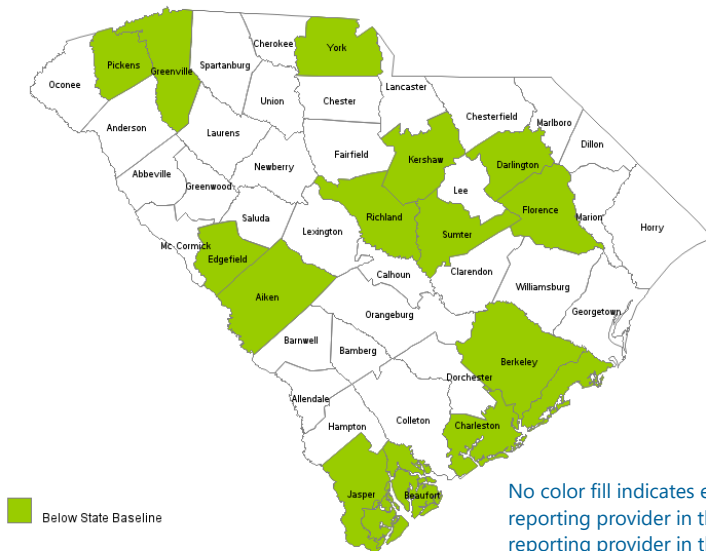 Cherokee
York
Pickens
Greenville
Spartanburg
Oconee
Union
Chester
Lancaster
Chesterfield
Marlboro
Anderson
Laurens
Dillon
Fairfield
Kershaw
Darlington
Abbeville
Newberry
Greenwood
Lee
Florence
Marion
Horry
Saluda
Richland
Lexington
Sumter
Mc Cormick
Edgefield
Calhoun
Clarendon
Williamsburg
Aiken
Georgetown
Orangeburg
Barnwell
Bamberg
Berkeley
Dorchester
Allendale
Colleton
Charleston
Hampton
Jasper
Beaufort
Below State Baseline
No color fill indicates
reporting provider in
reporting provider in